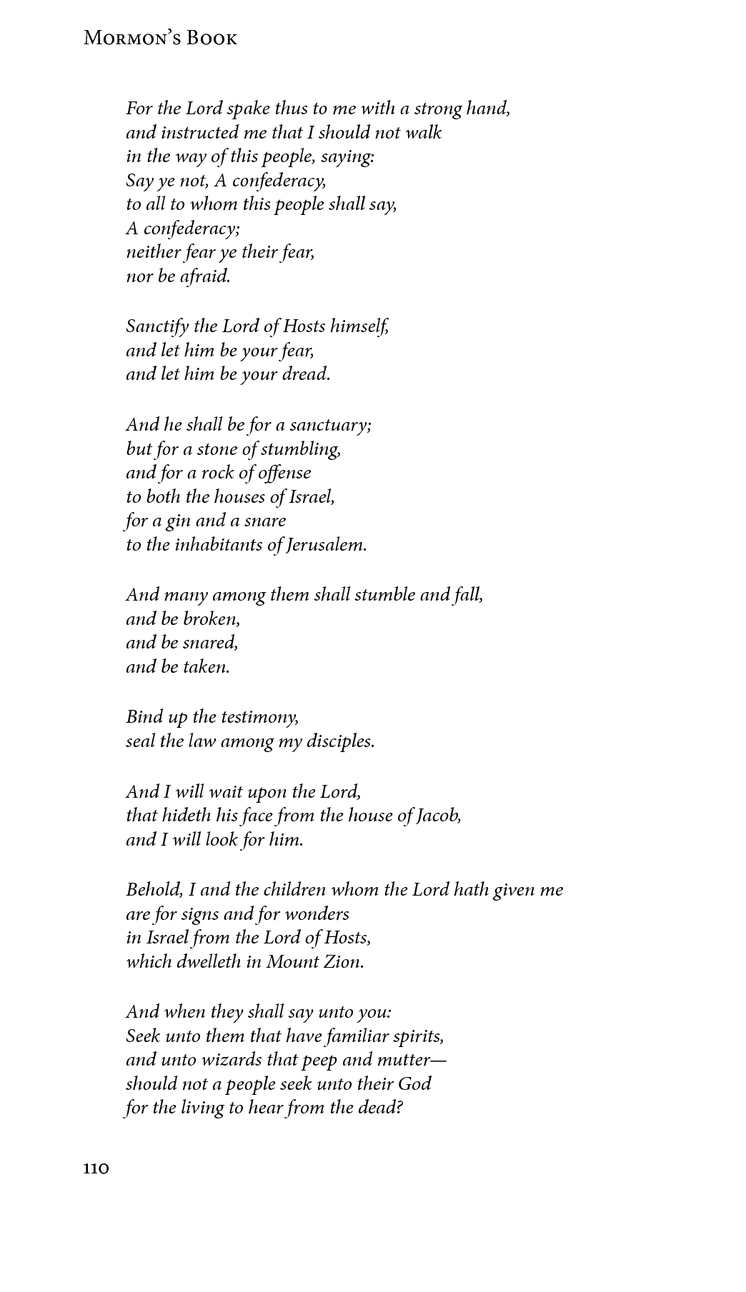 Mormon's Book
For the Lord spake thus to me with a strong hand,
and instructed me that I should not walk
in the way of this people, saying:
Say ye not, A confederacy,
to all to whom this people shall say,
A confederacy;
neither fear ye their fear,
nor be afraid.
Sanctify the Lord of Hosts himself,
and let him be your fear,
and let him be your dread.
And he shall be for a sanctuary;
but for a stone of stumbling,
and for a rock of offense
to both the houses of Israel,
for a gin and a snare
to the inhabitants of Jerusalem.
And many among them shall stumble and fall,
and be broken,
and be snared,
and be taken.
Bind up the testimony,
seal the law among my disciples.
And I will wait upon the Lord,
that hideth his face from the house of Jacob,
and I will look for him.
Behold, I and the children whom the Lord hath given me
are for signs and for wonders
in Israel from the Lord of Hosts,
which dwelleth in Mount Zion.
And when they shall say unto you:
Seek unto them that have familiar spirits,
and unto wizards that peep and mutter—
should not a people seek unto their God
for the living to hear from the dead?
110